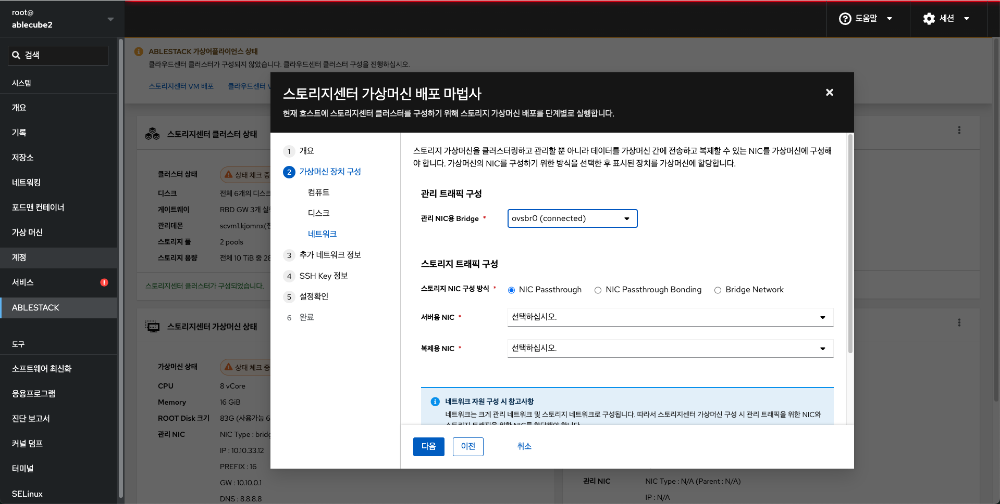 root@
ablecube2
도움말
세션
검색
시스템
개요
기록
저장소
네트워킹
포드맨 컨테이너
가상 머신
계정
서비스
ABLESTACK
도구
소프트웨어 최신화
응용프로그램
진단 보고서
커널 덤프
터미널
SELinux
ABLESTACK 가상어플라이언스 상태
클라우드센터 클러스터가 구성되지 않았습니다. 클라우드센터 클러스터 구성을 진행하십시오.
스토리지센터 VM 배포
클라우드센터 V
스토리지센터 클러스터 상태
클러스터 상태
상태 체크 중
디스크
전체 6개의 디스크
게이트웨이
RBD GW 3개 실
관리데몬
scvm1.kjomnx(전
스토리지 풀
2 pools
스토리지 용량
전체 10 TiB 중 28
스토리지센터 클러스터가 구성되었습니다.
스토리지센터 가상머신 상태
가상머신 상태
상태 체크 중
CPU
8 vCore
Memory
16 GiB
ROOT Disk 크기
83G (사용가능 6
관리 NIC
NIC Type : bridg
IP : 10.10.33.12
PREFIX : 16
GW : 10.10.0.1
DNS : 8.8.8.8
관리 NIC
NIC Type : N/A (Parent : N/A)
IP : N/A
스토리지센터 가상머신 배포 마법사
현재 호스트에 스토리지센터 클러스터를 구성하기 위해 스토리지 가상머신 배포를 단계별로 실행합니다.
1 개요
2 가상머신 장치 구성
컴퓨트
디스크
네트워크
3 추가 네트워크 정보
4 SSH Key 정보
5 설정확인
6 완료
스토리지 가상머신을 클러스터링하고 관리할 뿐 아니라 데이터를 가상머신 간에 전송하고 복제할 수 있는 NIC를 가상머신에 구성해
야 합니다. 가상머신의 NIC를 구성하기 위한 방식을 선택한 후 표시된 장치를 가상머신에 할당합니다.
관리 트래픽 구성
관리 NIC용 Bridge *
ovsbr0 (connected)
스토리지 트래픽 구성
스토리지 NIC 구성 방식 *
NIC Passthrough
NIC Passthrough Bonding
Bridge Network
서버용 NIC *
선택하십시오.
복제용 NIC *
선택하십시오.
네트워크 자원 구성 시 참고사항
네트워크는 크게 관리 네트워크 및 스토리지 네트워크로 구성됩니다. 따라서 스토리지센터 가상머신 구성 시 관리 트래픽을 위한 NIC와
스토리지 트래픽을 위한 NIC를 할당해야 합니다.
다음
이전
취소